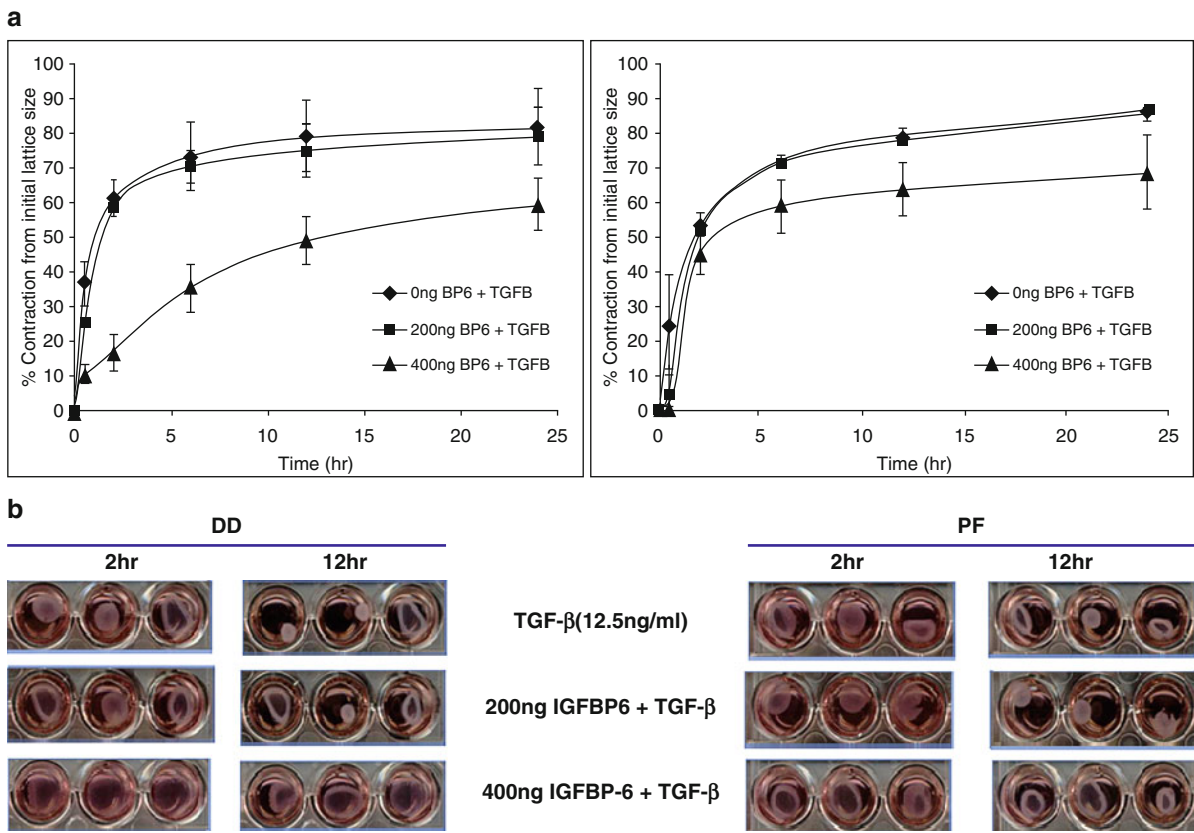 a
% Contraction from initial lattice size
100
90
80
70
60
50
40
30
20
10
0
0 5 10 15 20 25
Time (hr)
0ng BP6 + TGFB
200ng BP6 + TGFB
400ng BP6 + TGFB
% Contraction from initial lattice size
100
90
80
70
60
50
40
30
20
10
0
0 5 10 15 20 25
Time (hr)
0ng BP6 + TGFB
200ng BP6 + TGFB
400ng BP6 + TGFB
b
DD PF
2hr 12hr 2hr 12hr
TGF-β(12.5ng/ml)
200ng IGFBP6 + TGF-β
400ng IGFBP-6 + TGF-β